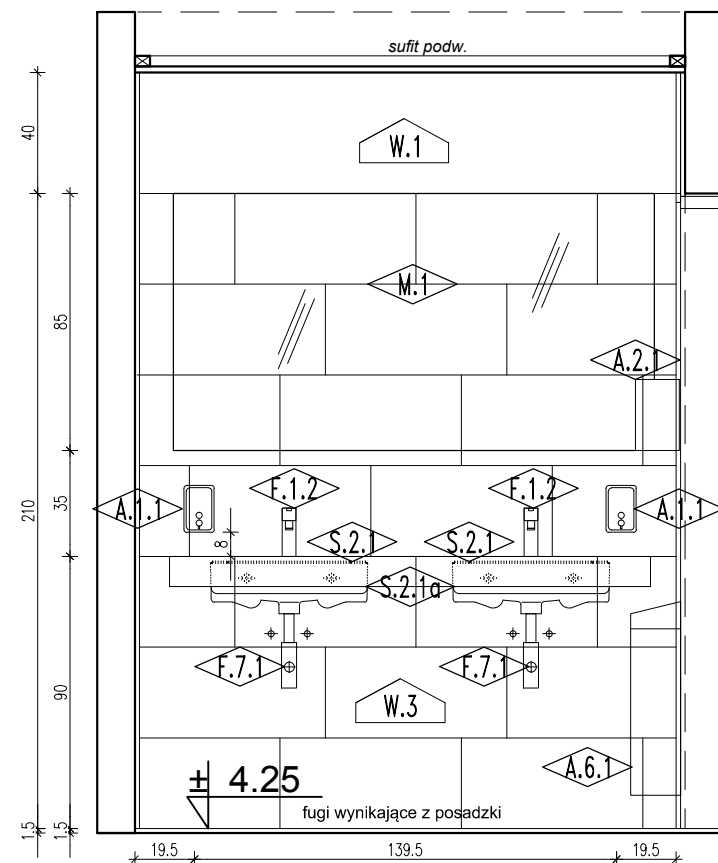 sufit podw.
40
W.1
85
M.1
A.2.1
210
35
A.1.1
F.1.2
F.1.2
A.1.1
8
S.2.1
S.2.1
S.2.1a
90
F.7.1
F.7.1
W.3
A.6.1
± 4.25
fugi wynikające z posadzki
1.5
1.5
19.5
139.5
19.5